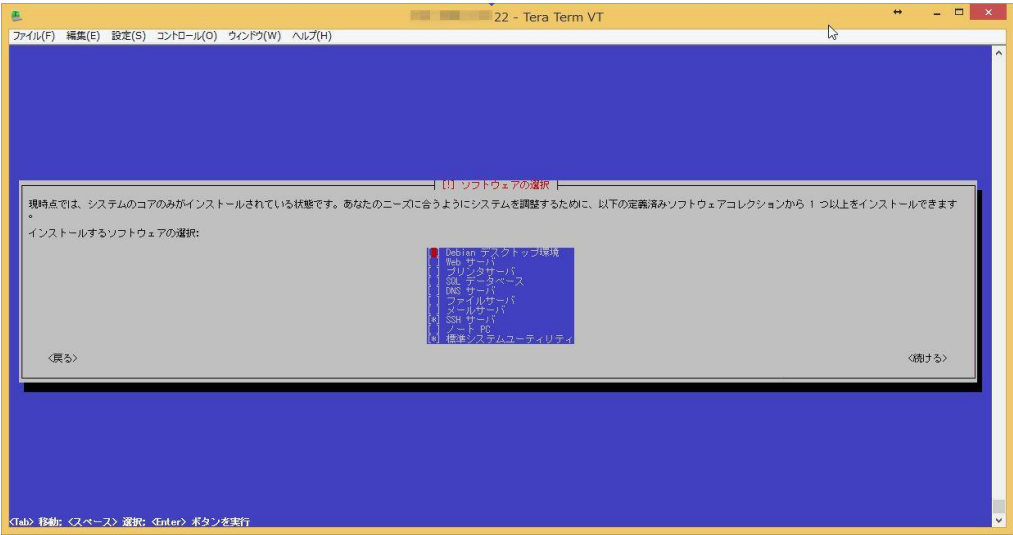 22 - Tera Term VT
ファイル(F) 編集(E) 設定(S) コントロール(O) ウィンドウ(W) ヘルプ(H)
[!] ソフトウェアの選択
現時点では、システムのコアのみがインストールされている状態です。あなたのニーズに合うようにシステムを調整するために、以下の定義済みソフトウェアコレクションから 1 つ以上をインストールできます
。
インストールするソフトウェアの選択:
[ ] Debian デスクトップ環境
[ ] Web サーバ
[ ] プリンタサーバ
[ ] SQL データベース
[ ] DNS サーバ
[ ] ファイルサーバ
[ ] メールサーバ
[*] SSH サーバ
[ ] ノート PC
[*] 標準システムユーティリティ
<戻る> <続ける>
<Tab> 移動; <スペース> 選択; <Enter> ボタンを実行